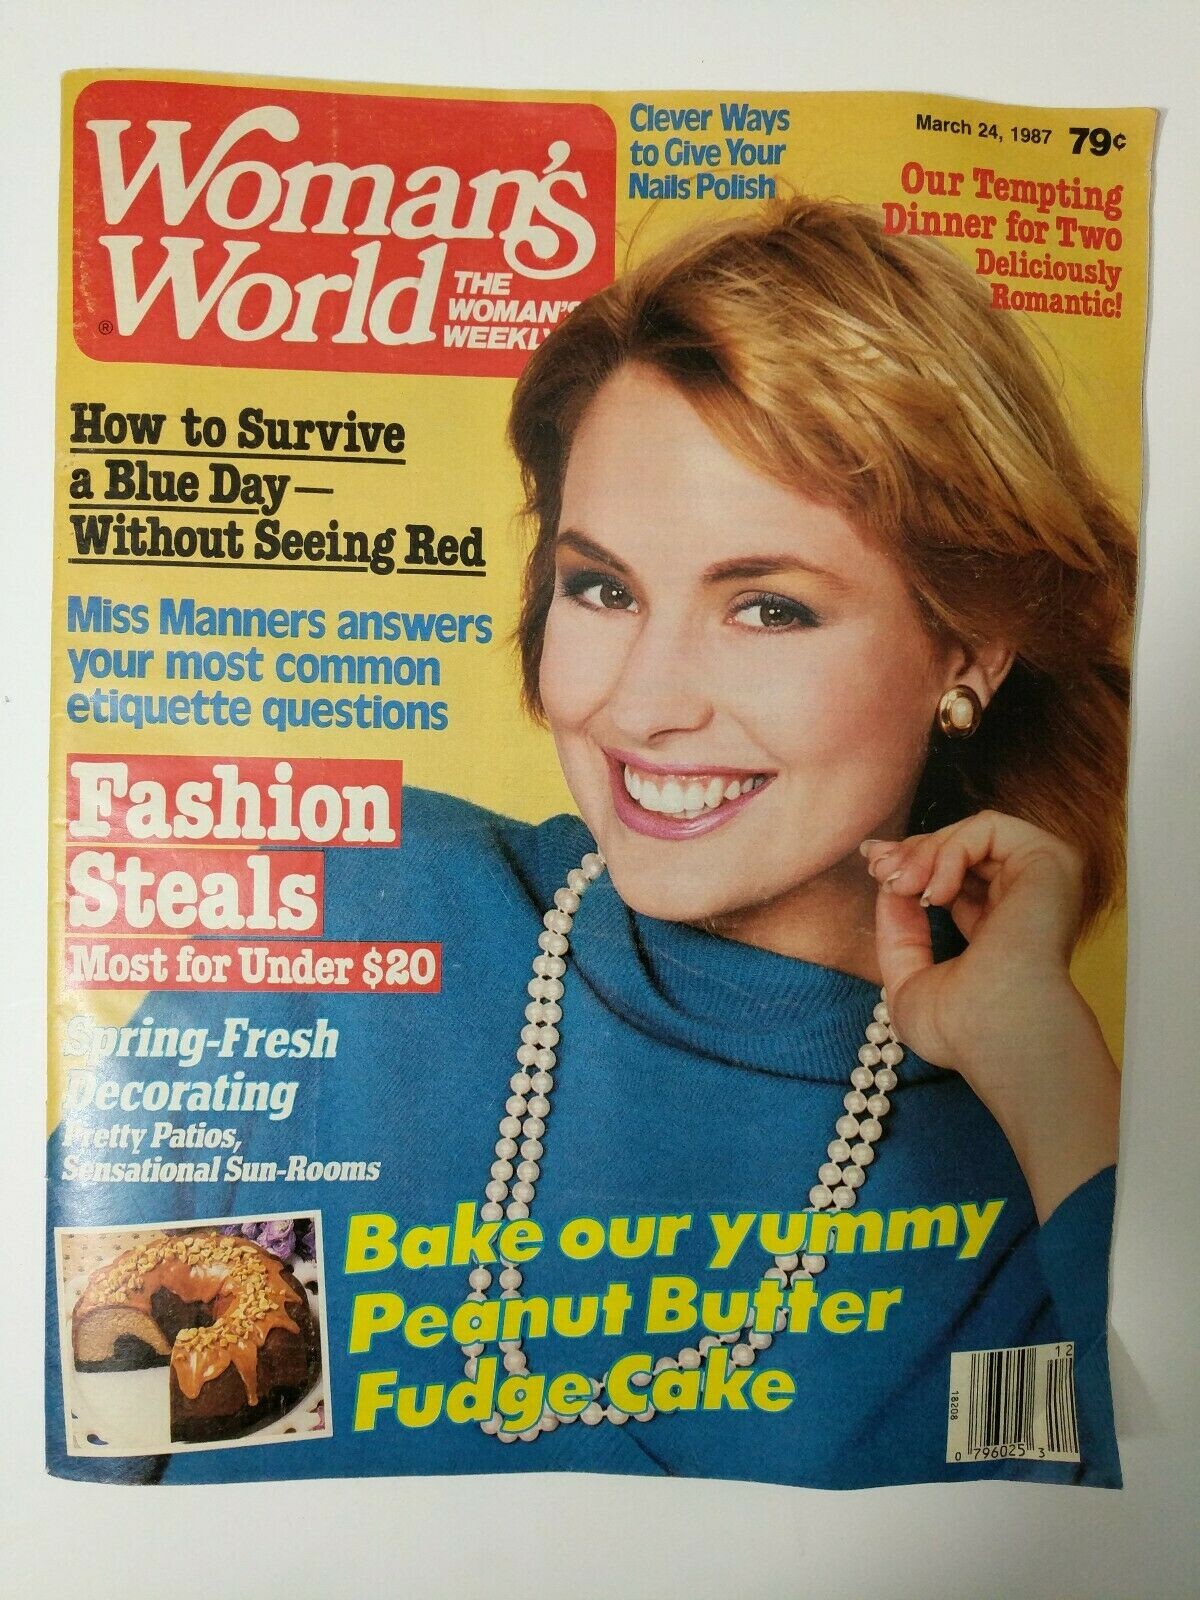 Woman's
World
®
THE
WOMAN'S
WEEKLY
Clever Ways
to Give Your
Nails Polish
March 24, 1987 79¢
Our Tempting
Dinner for Two
Deliciously
Romantic!
How to Survive
a Blue Day—
Without Seeing Red
Miss Manners answers
your most common
etiquette questions
Fashion
Steals
Most for Under $20
Spring-Fresh
Decorating
Pretty Patios,
Sensational Sun-Rooms
Bake our yummy
Peanut Butter
Fudge Cake
12
18208
0 796025 3